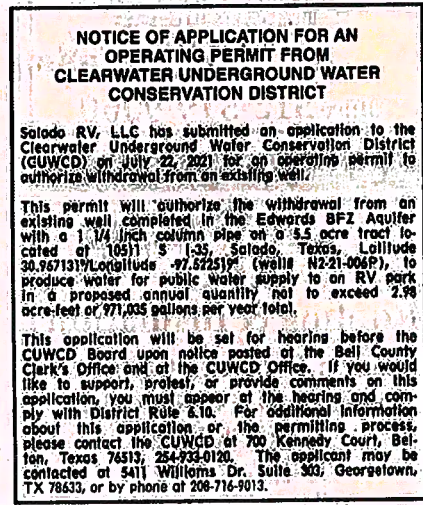 NOTICE OF APPLICATION FOR AN
OPERATING PERMIT FROM
CLEARWATER UNDERGROUND WATER
CONSERVATION DISTRICT
Salado RV, LLC has submitted an application to the
Clearwater Underground Water Conservation District
(CUWCD) on July 22, 2021 for an operating permit to
authorize withdrawal from an existing well.
This permit will authorize the withdrawal from an
existing well completed in the Edwards BFZ Aquifer
with a 1 1/4 inch column pipe on a 5.5 acre tract lo-
cated at 10511 S I-35, Salado, Texas, Latitude
30.967131°/Longitude -97.522519° (well# N2-21-006P), to
produce water for public water supply to an RV park
in a proposed annual quantity not to exceed 2.98
acre-feet or 971,035 gallons per year total.
This application will be set for hearing before the
CUWCD Board upon notice posted at the Bell County
Clerk's Office and at the CUWCD Office. If you would
like to support, protest, or provide comments on this
application, you must appear at the hearing and com-
ply with District Rule 6.10. For additional information
about this application or the permitting process,
please contact the CUWCD at 700 Kennedy Court, Bel-
ton, Texas 76513, 254-933-0120. The applicant may be
contacted at 5411 Williams Dr. Suite 303, Georgetown,
TX 78633, or by phone at 208-716-9013.